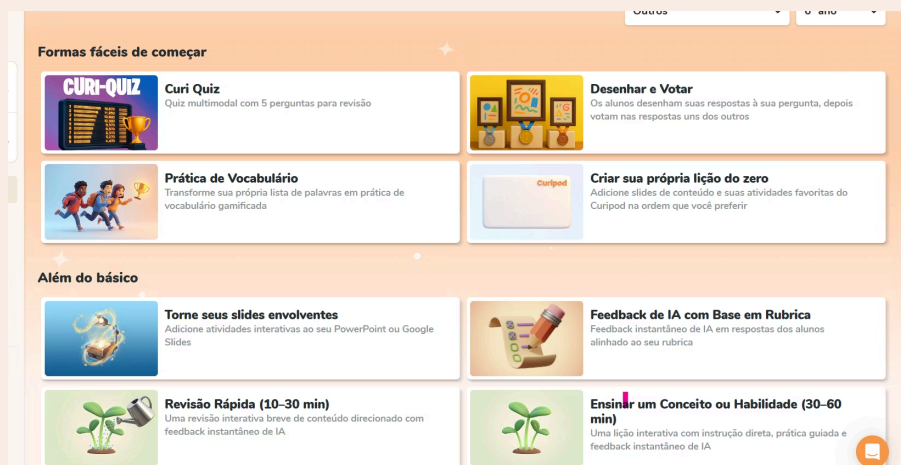 Outros
6º ano
Formas fáceis de começar
CURI-QUIZ
Curi Quiz
Quiz multimodal com 5 perguntas para revisão
Desenhar e Votar
Os alunos desenham suas respostas à sua pergunta, depois
votam nas respostas uns dos outros
Prática de Vocabulário
Transforme sua própria lista de palavras em prática de
vocabulário gamificada
Curipod
Criar sua própria lição do zero
Adicione slides de conteúdo e suas atividades favoritas do
Curipod na ordem que você preferir
Além do básico
Torne seus slides envolventes
Adicione atividades interativas ao seu PowerPoint ou Google
Slides
Feedback de IA com Base em Rubrica
Feedback instantâneo de IA em respostas dos alunos
alinhado ao seu rubrica
Revisão Rápida (10–30 min)
Uma revisão interativa breve de conteúdo direcionado com
feedback instantâneo de IA
Ensinar um Conceito ou Habilidade (30–60
min)
Uma lição interativa com instrução direta, prática guiada e
feedback instantâneo de IA